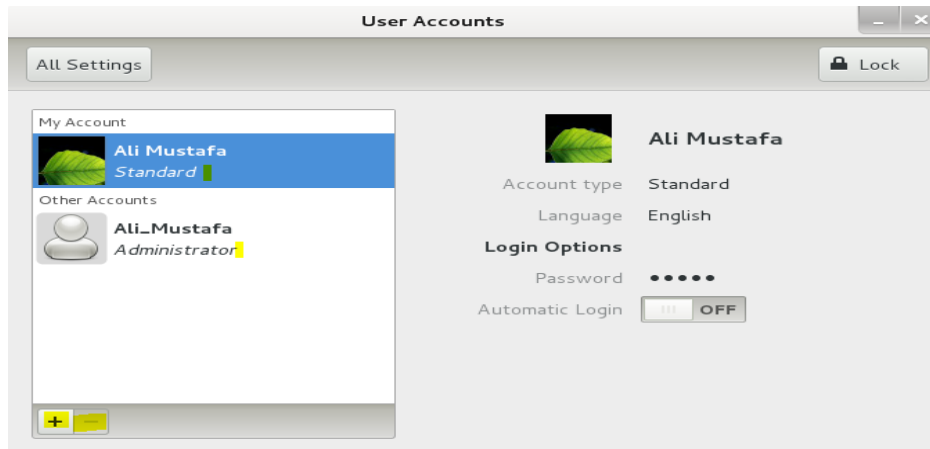 User Accounts
All Settings
Lock
My Account
Ali Mustafa
Standard
Other Accounts
Ali_Mustafa
Administrator
+ −
Ali Mustafa
Account type Standard
Language English
Login Options
Password •••••
Automatic Login OFF